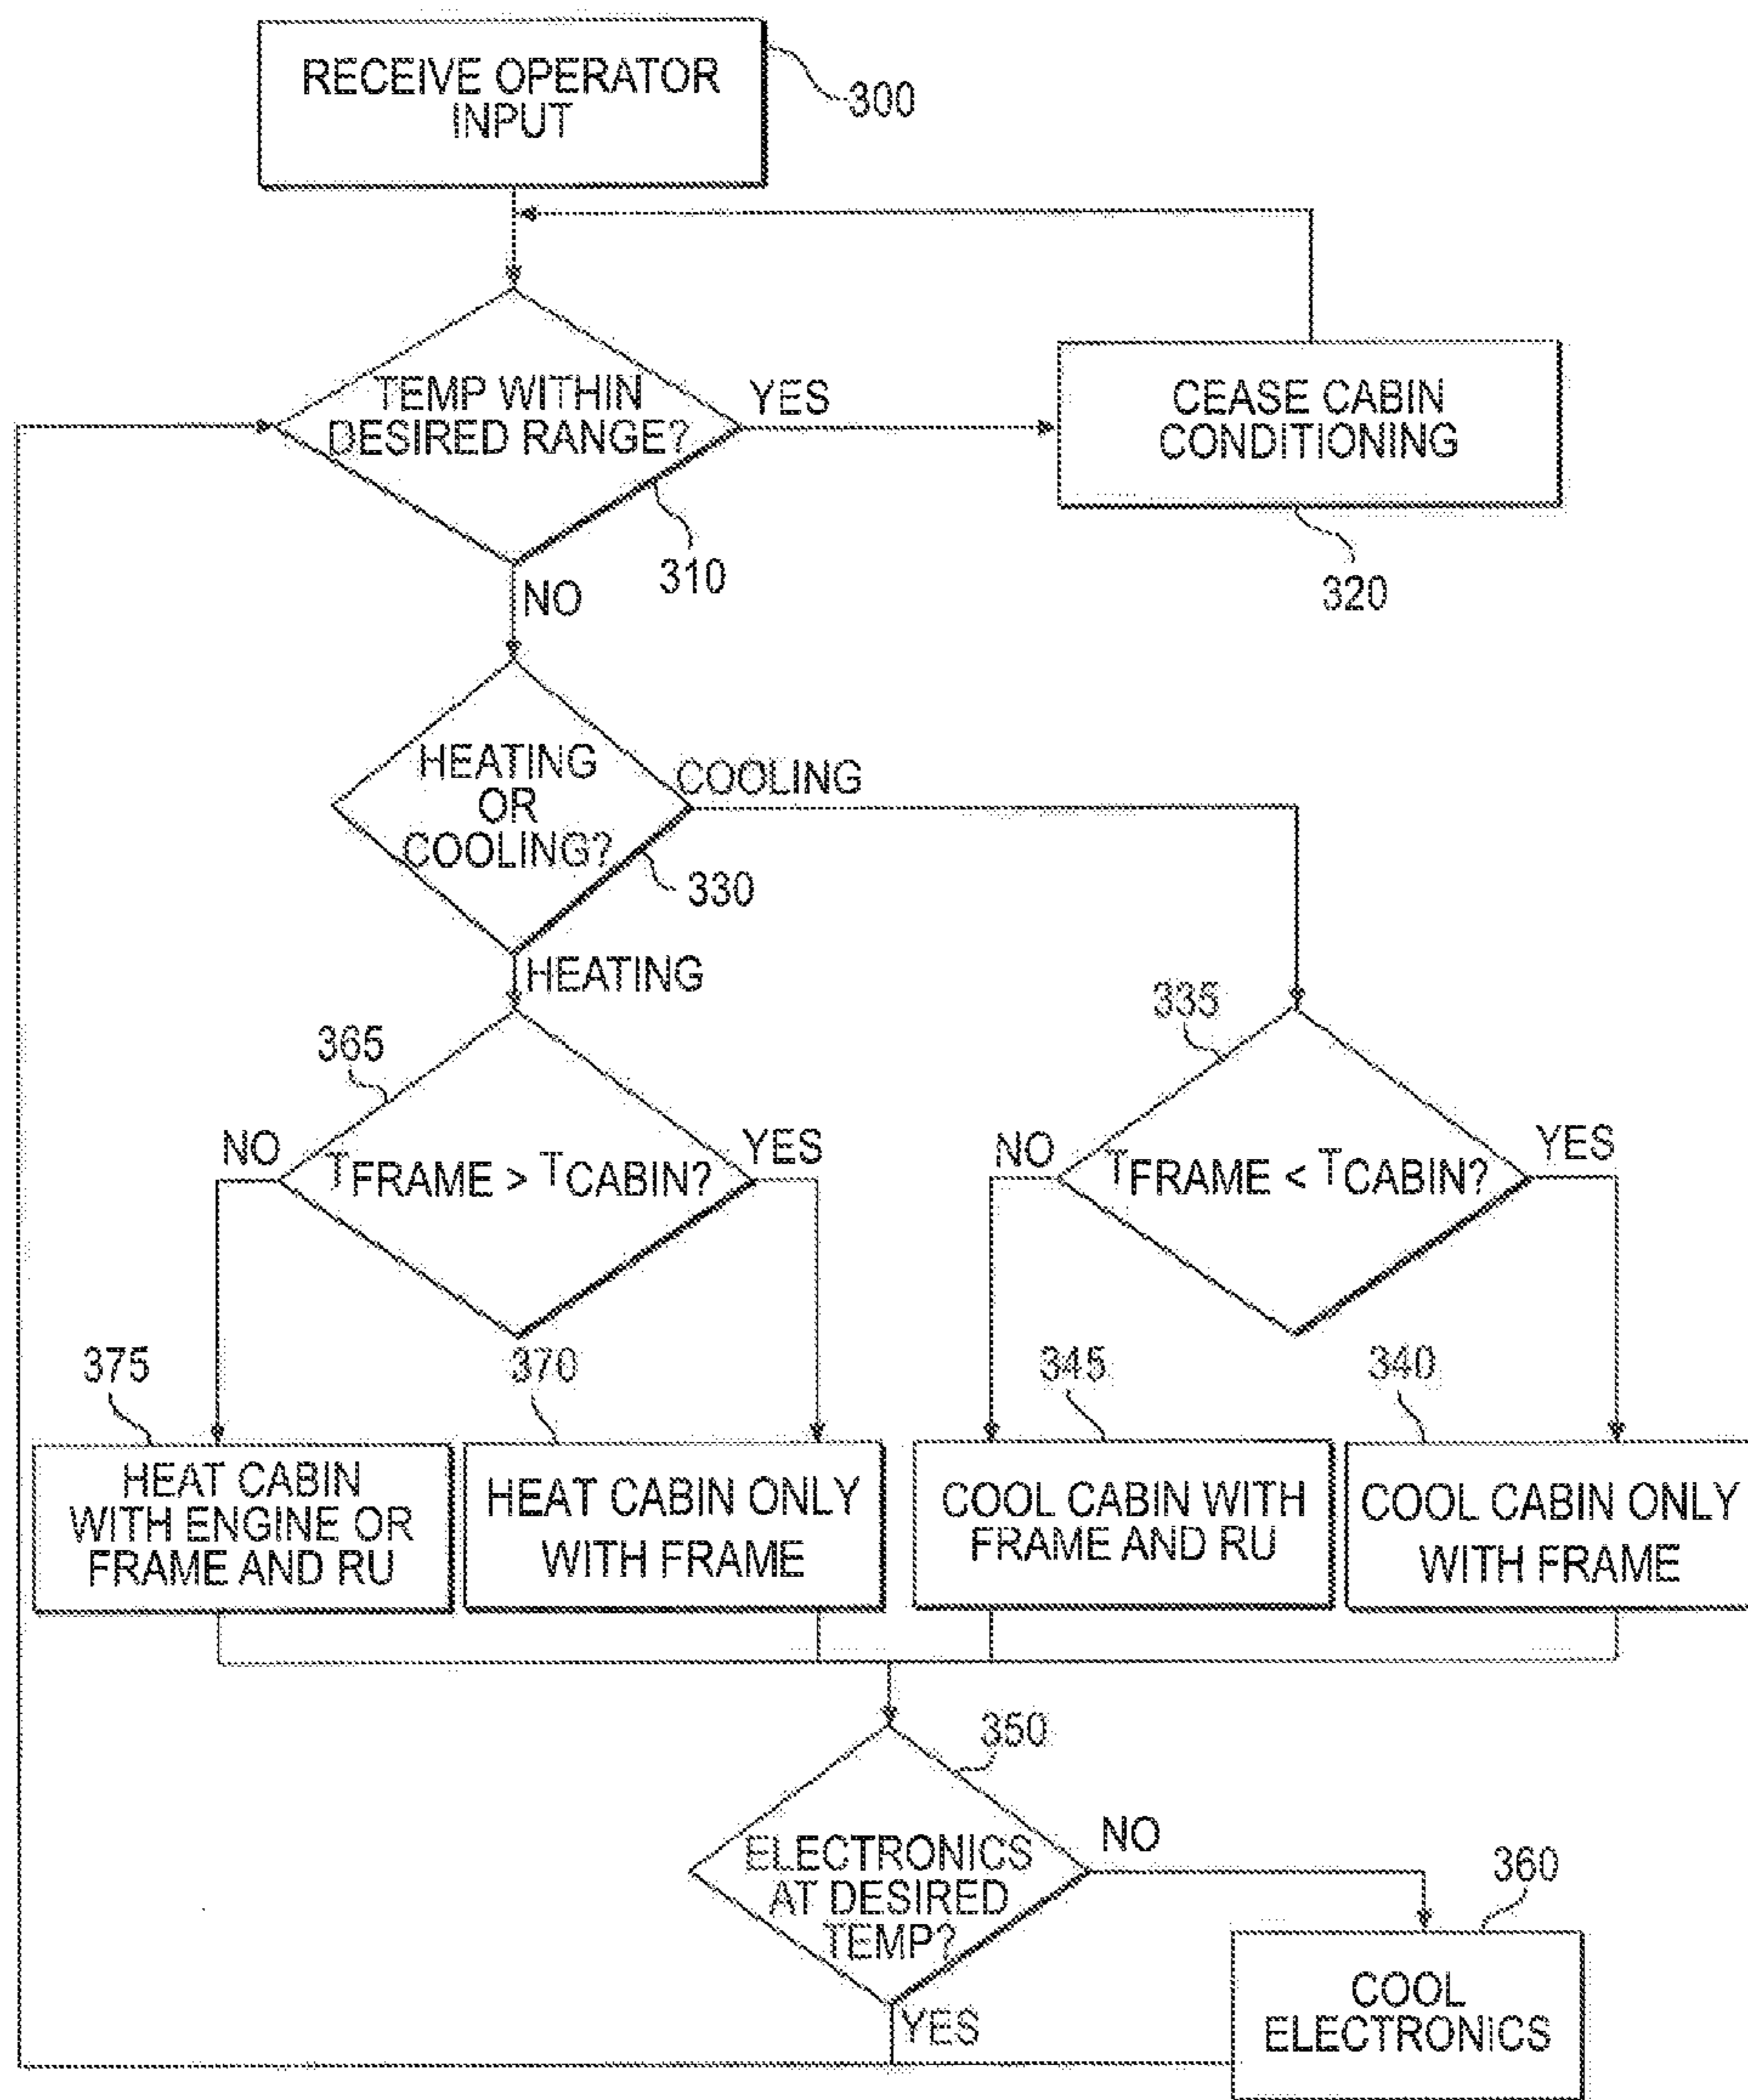 RECEIVE OPERATOR
INPUT
300
TEMP WITHIN
DESIRED RANGE?
YES
310
NO
CEASE CABIN
CONDITIONING
320
HEATING
OR
COOLING?
COOLING
330
HEATING
365
NO
TFRAME > TCABIN?
YES
335
NO
TFRAME < TCABIN?
YES
375
HEAT CABIN
WITH ENGINE OR
FRAME AND RU
370
HEAT CABIN ONLY
WITH FRAME
345
COOL CABIN WITH
FRAME AND RU
340
COOL CABIN ONLY
WITH FRAME
350
ELECTRONICS
AT DESIRED
TEMP?
NO
YES
360
COOL
ELECTRONICS